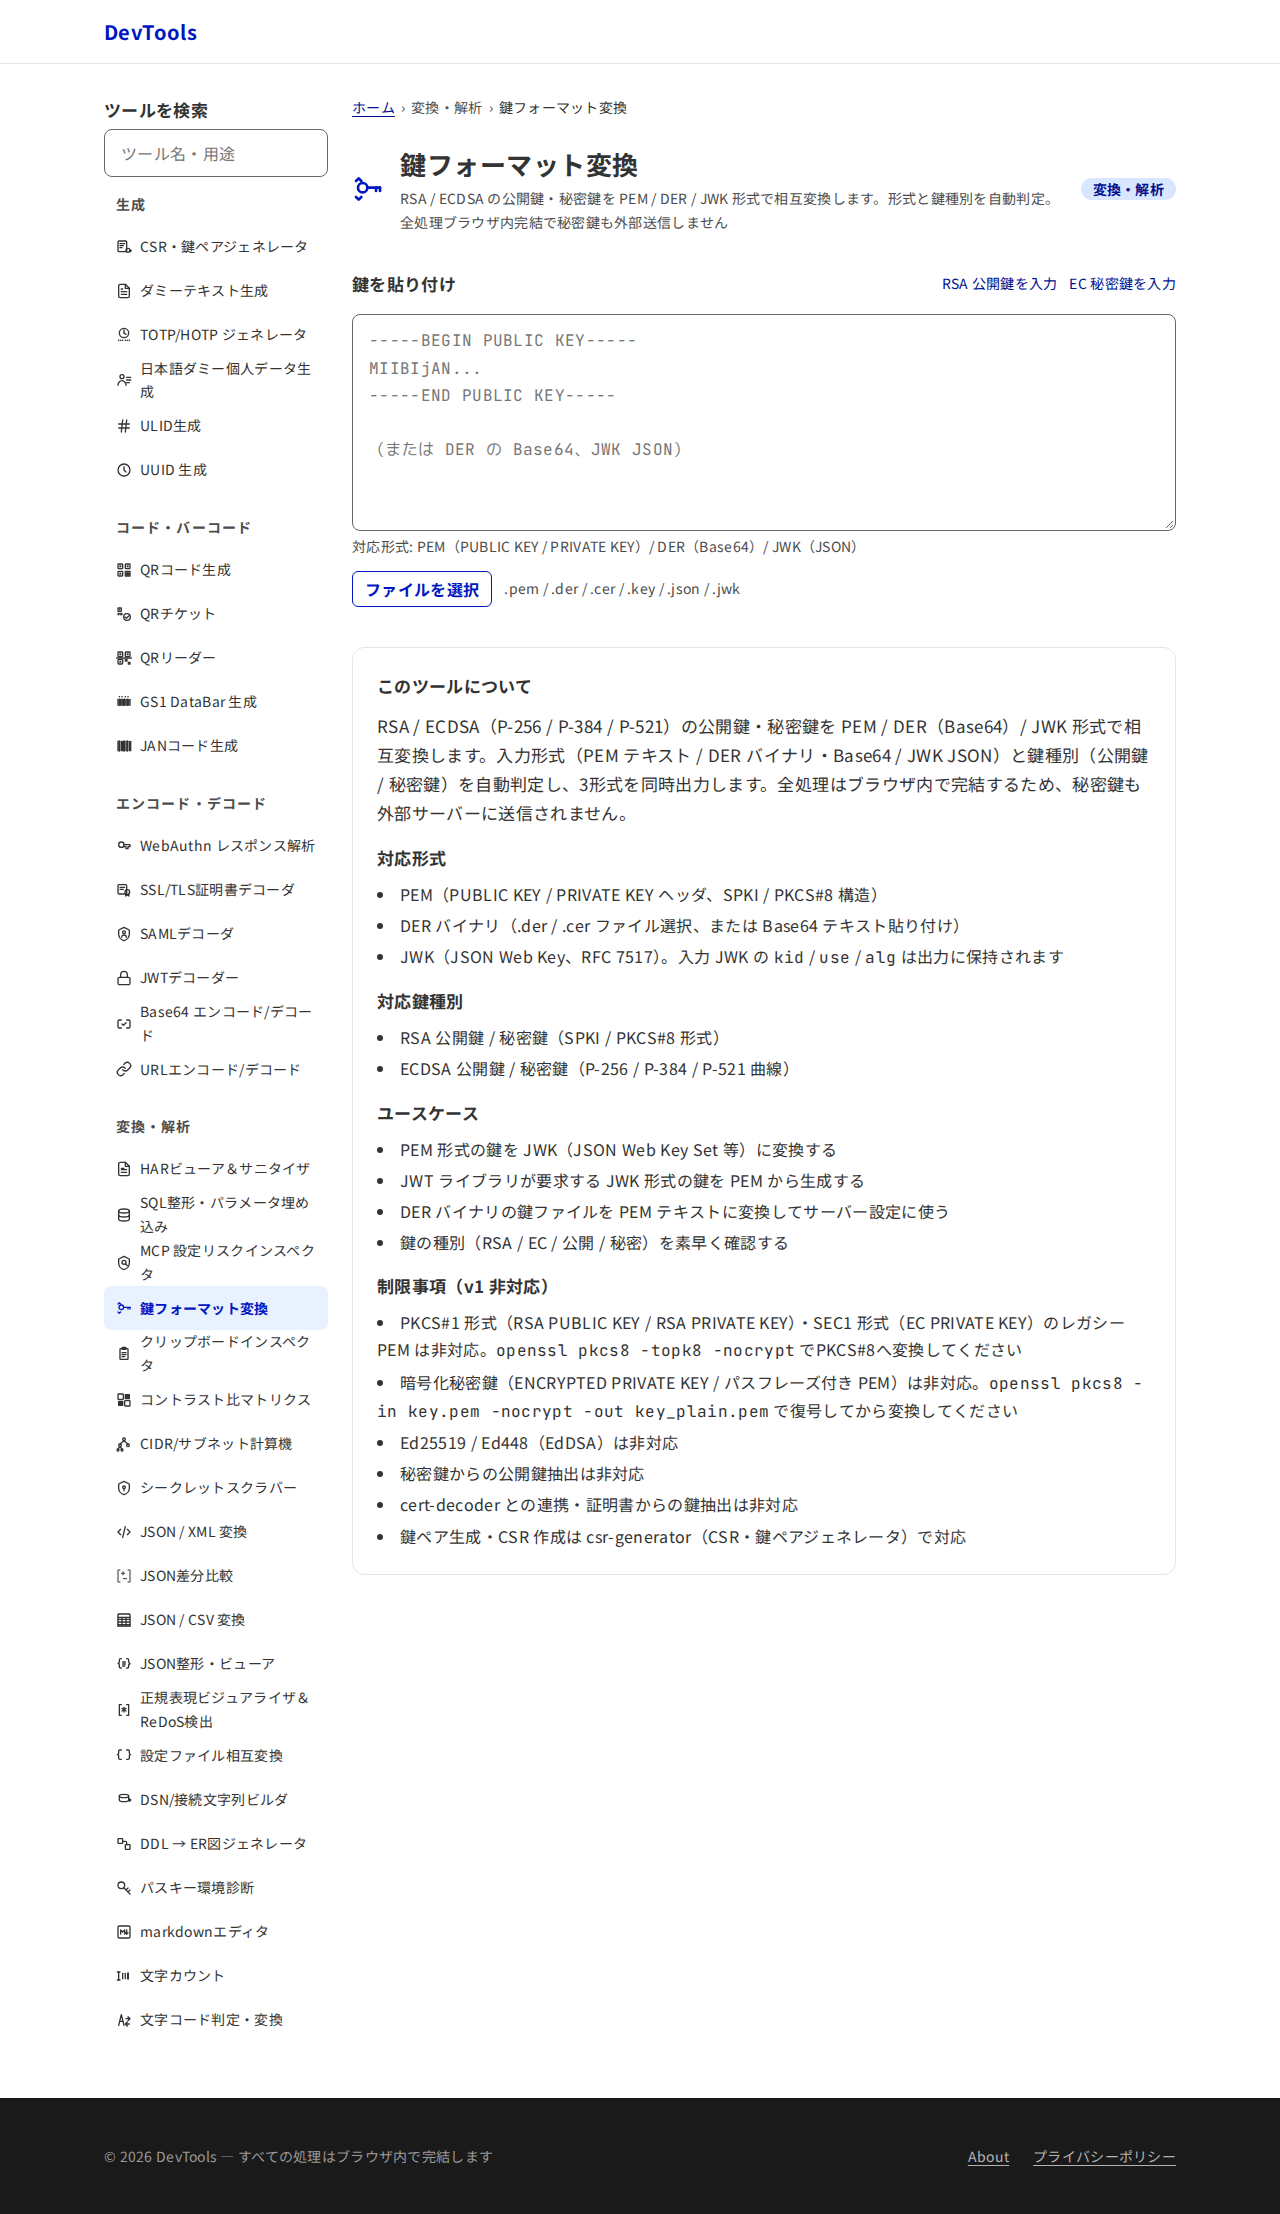 DevTools
ツールを検索
ツール名・用途
生成
CSR・鍵ペアジェネレータ
ダミーテキスト生成
TOTP/HOTP ジェネレータ
日本語ダミー個人データ生
成
ULID生成
UUID 生成
コード・バーコード
QRコード生成
QRチケット
QRリーダー
GS1 DataBar 生成
JANコード生成
エンコード・デコード
WebAuthn レスポンス解析
SSL/TLS証明書デコーダ
SAMLデコーダ
JWTデコーダー
Base64 エンコード/デコー
ド
URLエンコード/デコード
変換・解析
HARビューア＆サニタイザ
SQL整形・パラメータ埋め
込み
MCP 設定リスクインスペク
タ
鍵フォーマット変換
クリップボードインスペク
タ
コントラスト比マトリクス
CIDR/サブネット計算機
シークレットスクラバー
JSON / XML 変換
JSON差分比較
JSON / CSV 変換
JSON整形・ビューア
正規表現ビジュアライザ＆
ReDoS検出
設定ファイル相互変換
DSN/接続文字列ビルダ
DDL → ER図ジェネレータ
パスキー環境診断
markdownエディタ
文字カウント
文字コード判定・変換
ホーム › 変換・解析 › 鍵フォーマット変換
鍵フォーマット変換
RSA / ECDSA の公開鍵・秘密鍵を PEM / DER / JWK 形式で相互変換します。形式と鍵種別を自動判定。
全処理ブラウザ内完結で秘密鍵も外部送信しません
変換・解析
鍵を貼り付け
RSA 公開鍵を入力 EC 秘密鍵を入力
-----BEGIN PUBLIC KEY-----
MIIBIjAN...
-----END PUBLIC KEY-----
（または DER の Base64、JWK JSON）
対応形式: PEM（PUBLIC KEY / PRIVATE KEY）/ DER（Base64）/ JWK（JSON）
ファイルを選択 .pem / .der / .cer / .key / .json / .jwk
このツールについて
RSA / ECDSA（P-256 / P-384 / P-521）の公開鍵・秘密鍵を PEM / DER（Base64）/ JWK 形式で相
互変換します。入力形式（PEM テキスト / DER バイナリ・Base64 / JWK JSON）と鍵種別（公開鍵
/ 秘密鍵）を自動判定し、3形式を同時出力します。全処理はブラウザ内で完結するため、秘密鍵も
外部サーバーに送信されません。
対応形式
• PEM（PUBLIC KEY / PRIVATE KEY ヘッダ、SPKI / PKCS#8 構造）
• DER バイナリ（.der / .cer ファイル選択、または Base64 テキスト貼り付け）
• JWK（JSON Web Key、RFC 7517）。入力 JWK の kid / use / alg は出力に保持されます
対応鍵種別
• RSA 公開鍵 / 秘密鍵（SPKI / PKCS#8 形式）
• ECDSA 公開鍵 / 秘密鍵（P-256 / P-384 / P-521 曲線）
ユースケース
• PEM 形式の鍵を JWK（JSON Web Key Set 等）に変換する
• JWT ライブラリが要求する JWK 形式の鍵を PEM から生成する
• DER バイナリの鍵ファイルを PEM テキストに変換してサーバー設定に使う
• 鍵の種別（RSA / EC / 公開 / 秘密）を素早く確認する
制限事項（v1 非対応）
• PKCS#1 形式（RSA PUBLIC KEY / RSA PRIVATE KEY）・SEC1 形式（EC PRIVATE KEY）のレガシー
PEM は非対応。openssl pkcs8 -topk8 -nocrypt でPKCS#8へ変換してください
• 暗号化秘密鍵（ENCRYPTED PRIVATE KEY / パスフレーズ付き PEM）は非対応。openssl pkcs8 -
in key.pem -nocrypt -out key_plain.pem で復号してから変換してください
• Ed25519 / Ed448（EdDSA）は非対応
• 秘密鍵からの公開鍵抽出は非対応
• cert-decoder との連携・証明書からの鍵抽出は非対応
• 鍵ペア生成・CSR 作成は csr-generator（CSR・鍵ペアジェネレータ）で対応
© 2026 DevTools — すべての処理はブラウザ内で完結します
About プライバシーポリシー